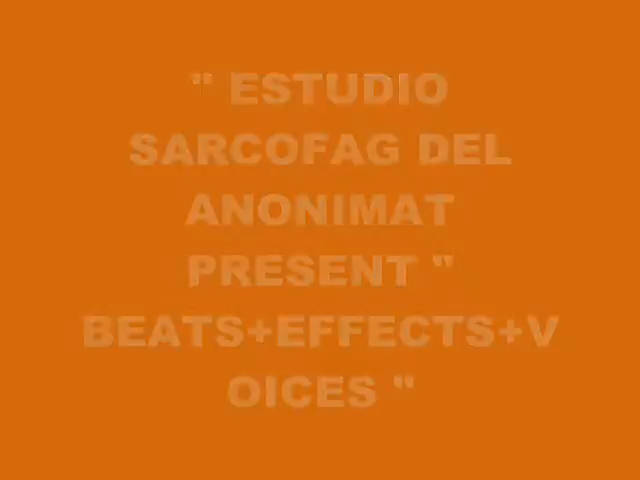 " ESTUDIO
SARCOFAG DEL
ANONIMAT
PRESENT "
BEATS+EFFECTS+V
OICES "